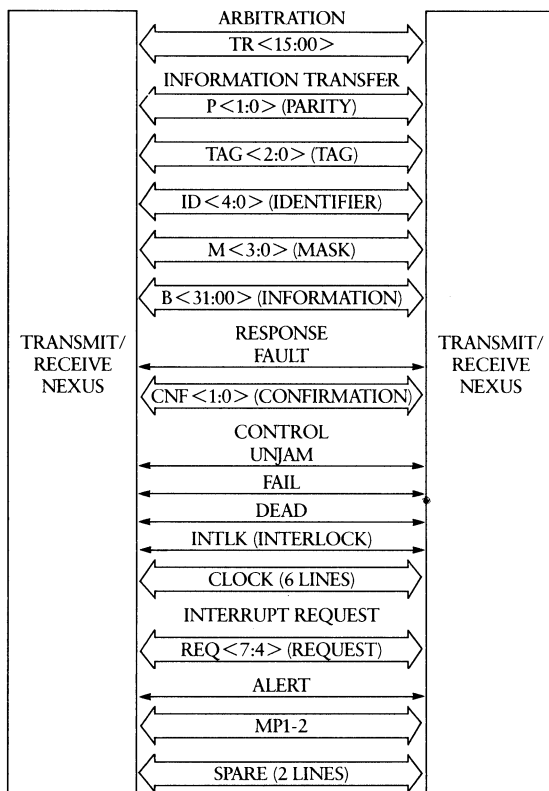 ARBITRATION
TR<15:00>
INFORMATION TRANSFER
P<1:0> (PARITY)
TAG<2:0> (TAG)
ID<4:0> (IDENTIFIER)
M<3:0> (MASK)
B<31:00> (INFORMATION)
TRANSMIT/
RECEIVE
NEXUS
RESPONSE
FAULT
TRANSMIT/
RECEIVE
NEXUS
CNF<1:0> (CONFIRMATION)
CONTROL
UNJAM
FAIL
DEAD
INTLK (INTERLOCK)
CLOCK (6 LINES)
INTERRUPT REQUEST
REQ<7:4> (REQUEST)
ALERT
MP1-2
SPARE (2 LINES)